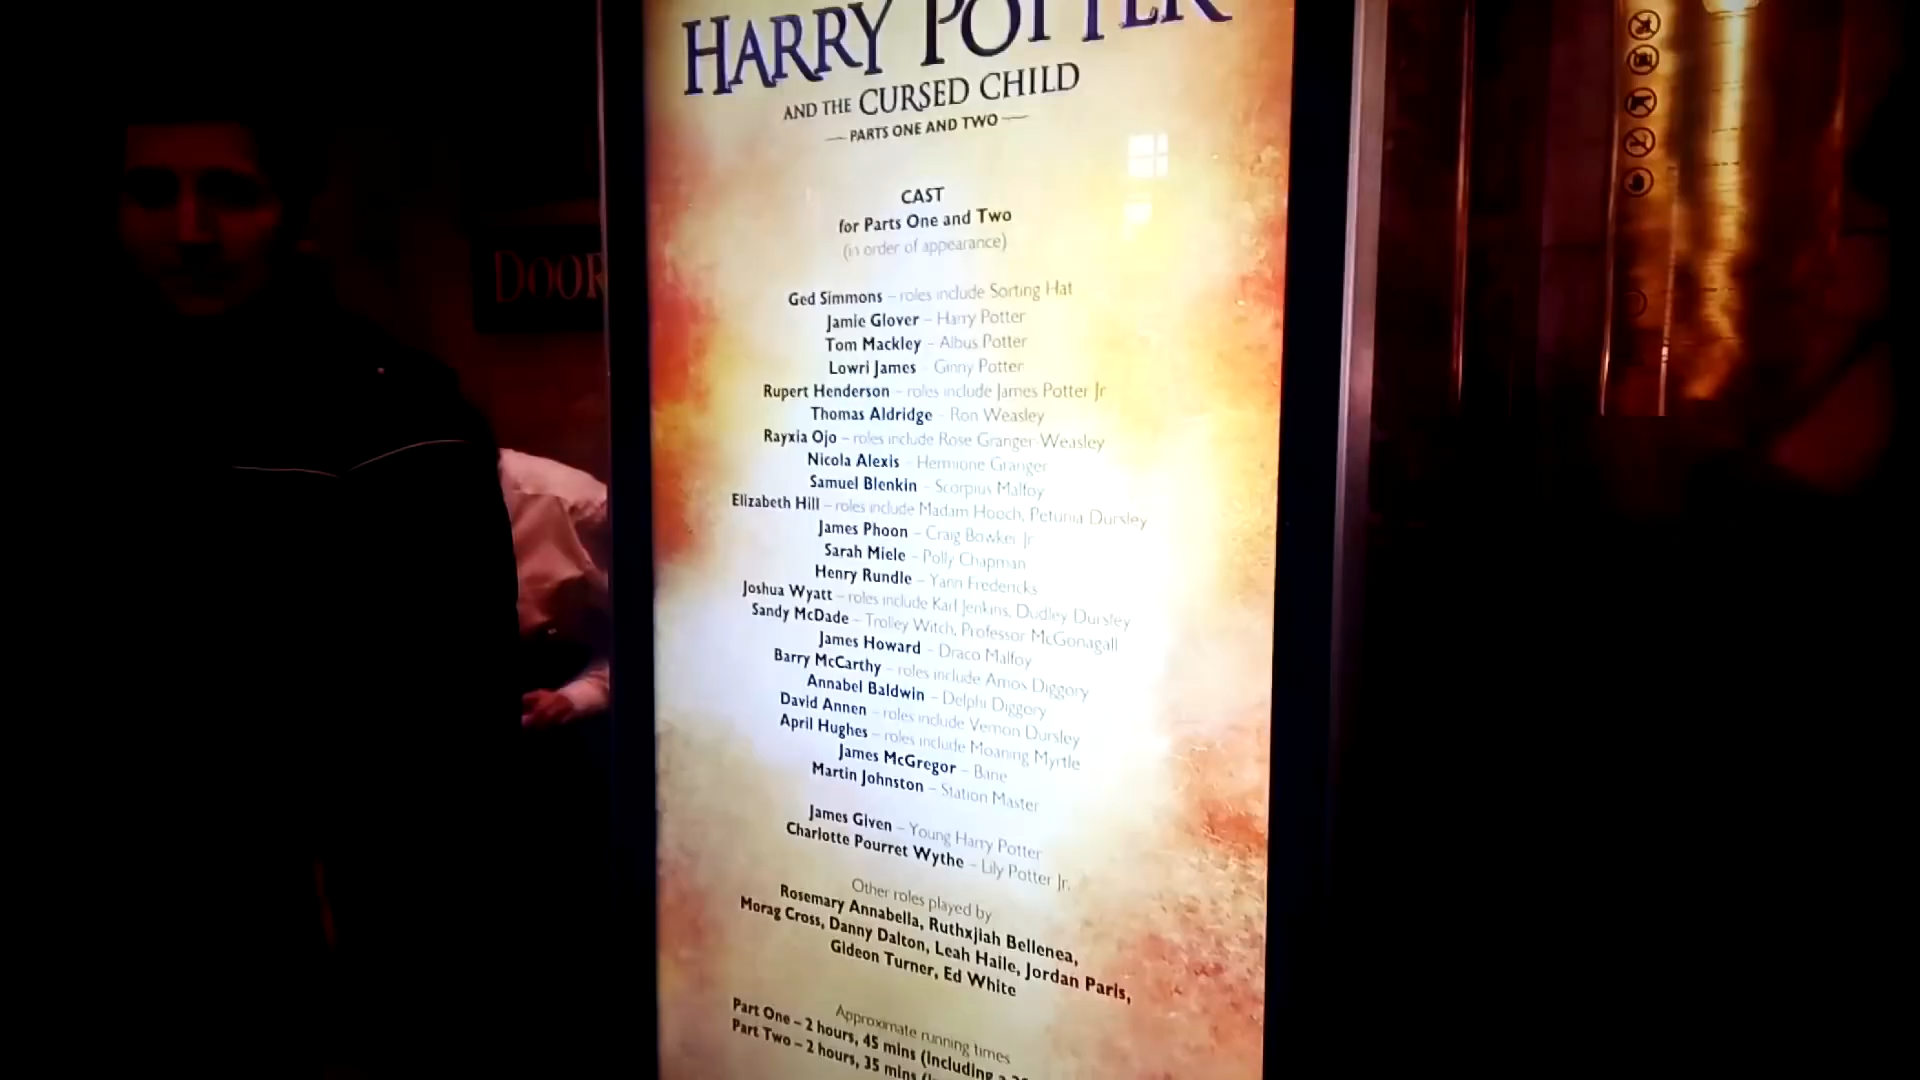 HARRY POTTER
AND THE CURSED CHILD
PARTS ONE AND TWO
CAST
for Parts One and Two
(in order of appearance)
Ged Simmons – roles include Sorting Hat
Jamie Glover – Harry Potter
Tom Mackley – Albus Potter
Lowri James – Ginny Potter
Rupert Henderson – roles include James Potter Jr
Thomas Aldridge – Ron Weasley
Rayxia Ojo – roles include Rose Granger-Weasley
Nicola Alexis – Hermione Granger
Samuel Blenkin – Scorpius Malfoy
Elizabeth Hill – roles include Madam Hooch, Petunia Dursley
James Phoon – Craig Bowker Jr
Sarah Miele – Polly Chapman
Henry Rundle – Yann Fredericks
Joshua Wyatt – roles include Karl Jenkins, Dudley Dursley
Sandy McDade – Trolley Witch, Professor McGonagall
James Howard – Draco Malfoy
Barry McCarthy – roles include Amos Diggory
Annabel Baldwin – Delphi Diggory
David Annen – roles include Vernon Dursley
April Hughes – roles include Moaning Myrtle
James McGregor – Bane
Martin Johnston – Station Master
James Given – Young Harry Potter
Charlotte Pourret Wythe – Lily Potter Jr.
Other roles played by
Rosemary Annabella, Ruthxjiah Bellenea,
Morag Cross, Danny Dalton, Leah Haile, Jordan Paris,
Gideon Turner, Ed White
Approximate running times
Part One – 2 hours, 45 mins (including a
Part Two – 2 hours, 35 mins
DOOR